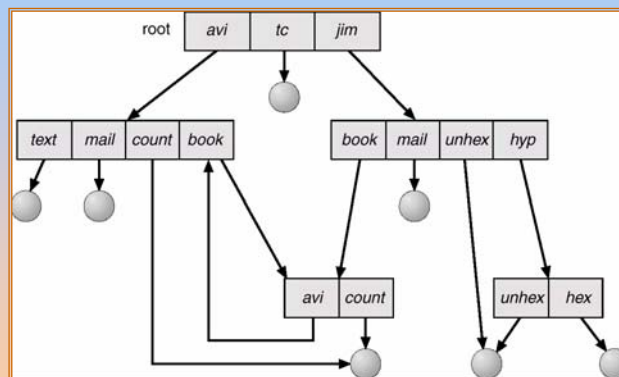 root avi tc jim
text mail count book book mail unhex hyp
avi count unhex hex